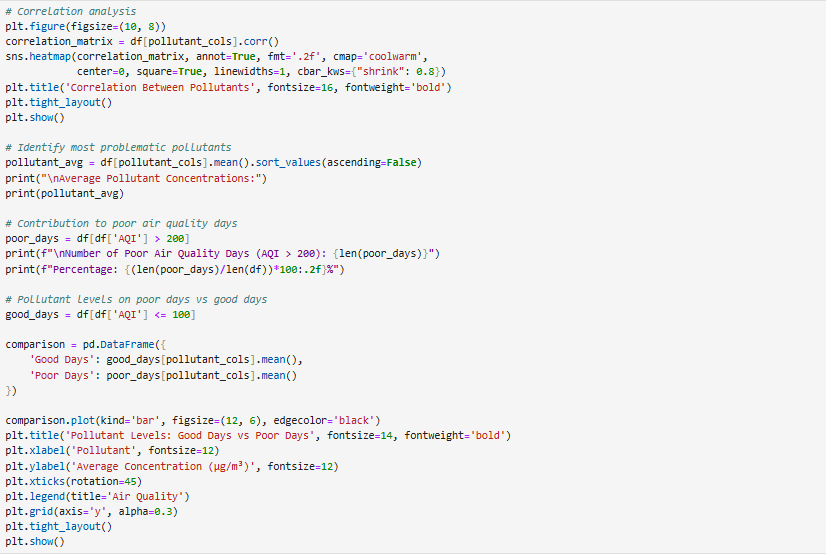 # Correlation analysis
plt.figure(figsize=(10, 8))
correlation_matrix = df[pollutant_cols].corr()
sns.heatmap(correlation_matrix, annot=True, fmt='.2f', cmap='coolwarm',
            center=0, square=True, linewidths=1, cbar_kws={"shrink": 0.8})
plt.title('Correlation Between Pollutants', fontsize=16, fontweight='bold')
plt.tight_layout()
plt.show()

# Identify most problematic pollutants
pollutant_avg = df[pollutant_cols].mean().sort_values(ascending=False)
print("\nAverage Pollutant Concentrations:")
print(pollutant_avg)

# Contribution to poor air quality days
poor_days = df[df['AQI'] > 200]
print(f"\nNumber of Poor Air Quality Days (AQI > 200): {len(poor_days)}")
print(f"Percentage: {(len(poor_days)/len(df))*100:.2f}%")

# Pollutant levels on poor days vs good days
good_days = df[df['AQI'] <= 100]

comparison = pd.DataFrame({
    'Good Days': good_days[pollutant_cols].mean(),
    'Poor Days': poor_days[pollutant_cols].mean()
})

comparison.plot(kind='bar', figsize=(12, 6), edgecolor='black')
plt.title('Pollutant Levels: Good Days vs Poor Days', fontsize=14, fontweight='bold')
plt.xlabel('Pollutant', fontsize=12)
plt.ylabel('Average Concentration (μg/m³)', fontsize=12)
plt.xticks(rotation=45)
plt.legend(title='Air Quality')
plt.grid(axis='y', alpha=0.3)
plt.tight_layout()
plt.show()